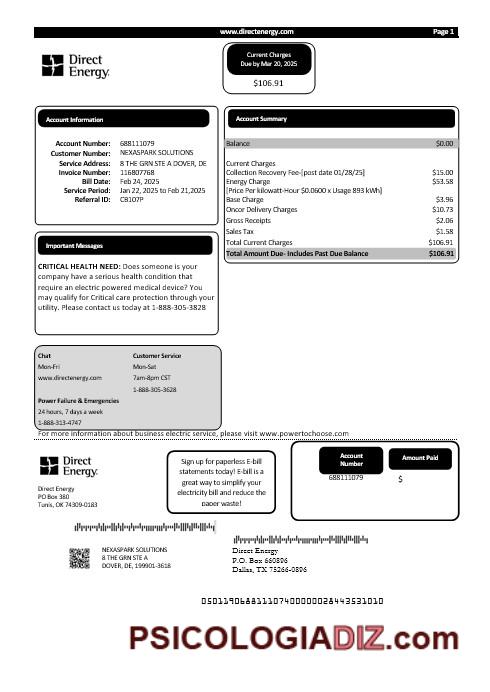 www.directenergy.com Page 1
Direct
Energy.
Current Charges
Due by Mar 20, 2025
$106.91
Account Information
Account Number: 688111079
Customer Number: NEXASPARK SOLUTIONS
Service Address: 8 THE GRN STE A DOVER, DE
Invoice Number: 116807768
Bill Date: Feb 24, 2025
Service Period: Jan 22, 2025 to Feb 21,2025
Referral ID: CB107P
Account Summary
Balance $0.00
Current Charges
Collection Recovery Fee-[post date 01/28/25] $15.00
Energy Charge $53.58
[Price Per kilowatt-Hour $0.0600 x Usage 893 kWh]
Base Charge $3.96
Oncor Delivery Charges $10.73
Gross Receipts $2.06
Sales Tax $1.58
Total Current Charges $106.91
Total Amount Due- Includes Past Due Balance $106.91
Important Messages
CRITICAL HEALTH NEED: Does someone is your
company have a serious health condition that
require an electric powered medical device? You
may qualify for Critical care protection through your
utility. Please contact us today at 1-888-305-3828
Chat Customer Service
Mon-Fri Mon-Sat
www.directenergy.com 7am-8pm CST
1-888-305-3628
Power Failure & Emergencies
24 hours, 7 days a week
1-888-313-4747
For more information about business electric service, please visit www.powertochoose.com
Direct
Energy.
Direct Energy
PO Box 380
Tunis, OK 74309-0183
Sign up for paperless E-bill
statements today! E-bill is a
great way to simplify your
electricity bill and reduce the
paper waste!
Account
Number
Amount Paid
688111079 $
NEXASPARK SOLUTIONS
8 THE GRN STE A
DOVER, DE, 199901-3618
Direct Energy
P.O. Box 660896
Dallas, TX 75266-0896
PSICOLOGIADIZ.com